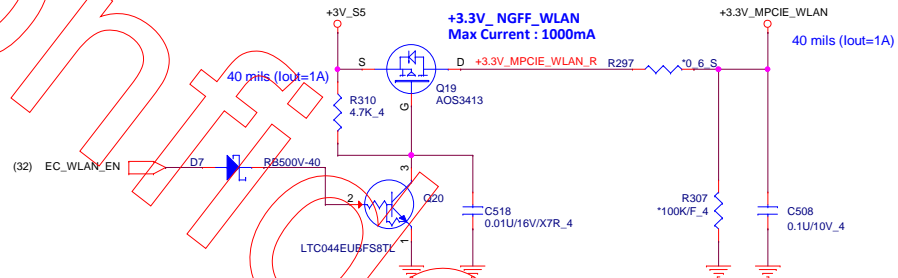 +3V_S5
+3.3V_ NGFF_WLAN
Max Current : 1000mA
+3.3V_MPCIE_WLAN
40 mils (Iout=1A)
40 mils (Iout=1A)
S
D
+3.3V_MPCIE_WLAN_R
R297
*0_6_S
Q19
AOS3413
G
R310
4.7K_4
(32)
EC_WLAN_EN
D7
RB500V-40
3
2
Q20
1
LTC044EUBFS8TL
C518
0.01U/16V/X7R_4
R307
*100K/F_4
C508
0.1U/10V_4